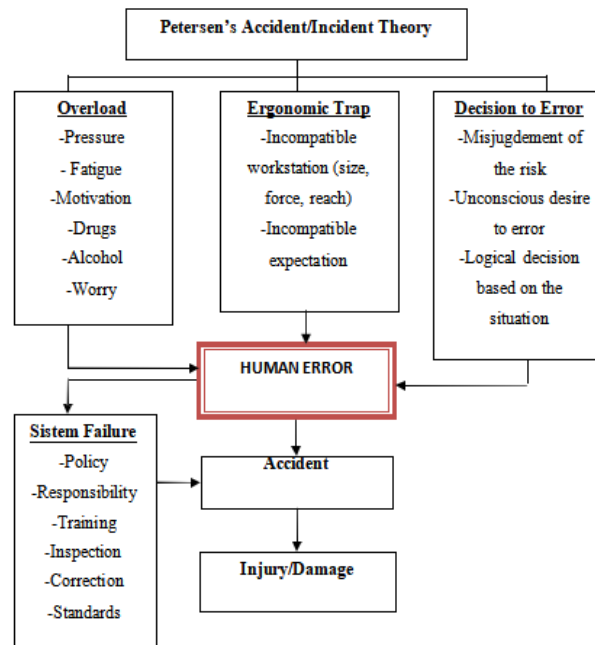 Petersen's Accident/Incident Theory
Overload
-Pressure
- Fatigue
-Motivation
-Drugs
-Alcohol
-Worry
Ergonomic Trap
-Incompatible
workstation (size,
force, reach)
-Incompatible
expectation
Decision to Error
-Misjugdement of
the risk
-Unconscious desire
to error
-Logical decision
based on the
situation
HUMAN ERROR
Sistem Failure
-Policy
-Responsibility
-Training
-Inspection
-Correction
-Standards
Accident
Injury/Damage